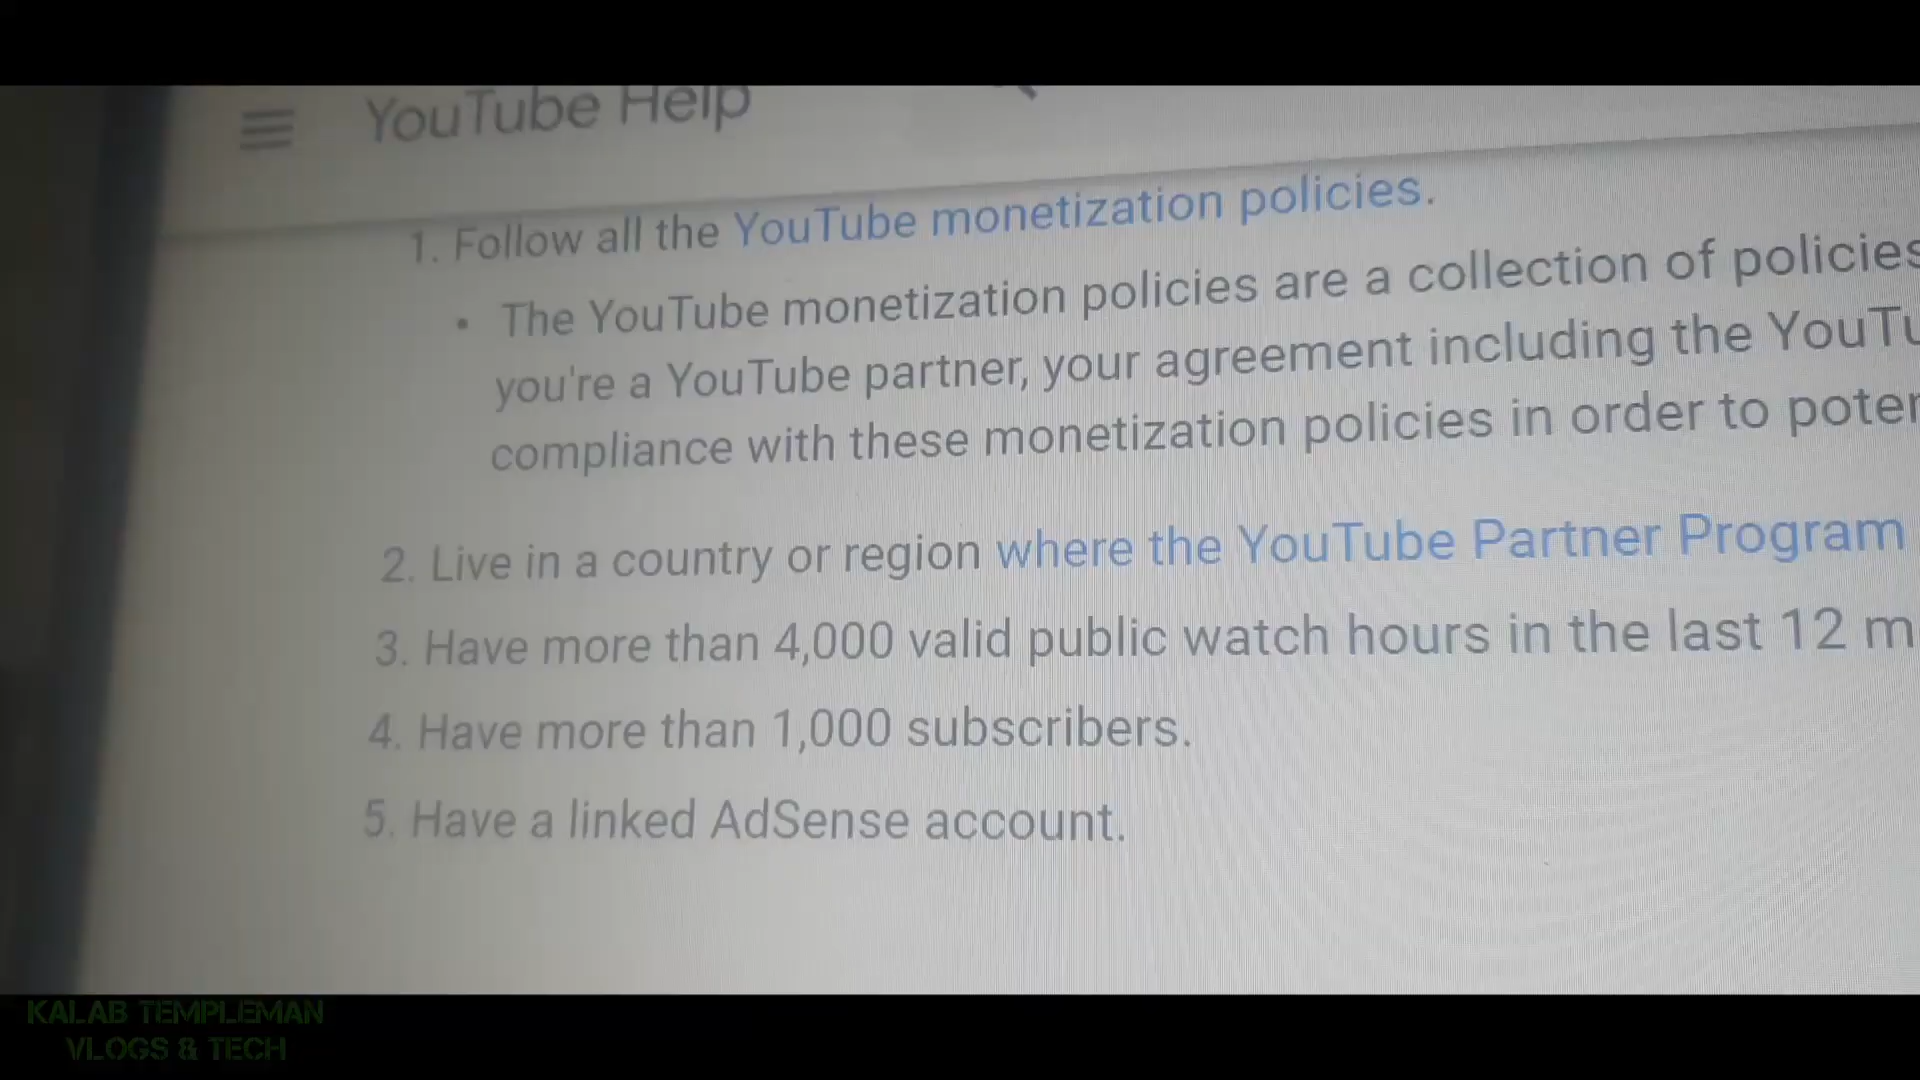 YouTube Help
1. Follow all the YouTube monetization policies.
• The YouTube monetization policies are a collection of policies
you're a YouTube partner, your agreement including the YouTu
compliance with these monetization policies in order to poten
2. Live in a country or region where the YouTube Partner Program
3. Have more than 4,000 valid public watch hours in the last 12 m
4. Have more than 1,000 subscribers.
5. Have a linked AdSense account.
KALAB TEMPLEMAN
VLOGS & TECH